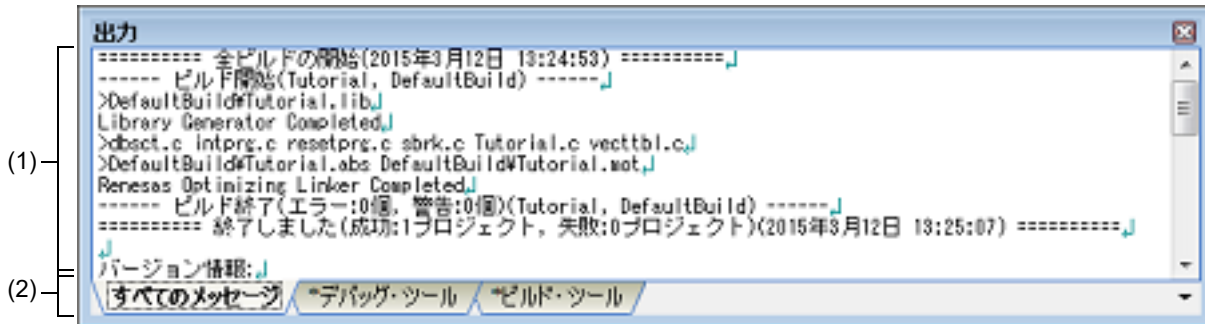 出力
========== 全ビルドの開始(2015年3月12日 13:24:53) ==========↲
------ ビルド開始(Tutorial, DefaultBuild) ------↲
>DefaultBuild¥Tutorial.lib↲
Library Generator Completed↲
>dbsct.c intprg.c resetprg.c sbrk.c Tutorial.c vecttbl.c↲
>DefaultBuild¥Tutorial.abs DefaultBuild¥Tutorial.mot↲
Renesas Optimizing Linker Completed↲
------ ビルド終了(エラー:0個, 警告:0個)(Tutorial, DefaultBuild) ------↲
========== 終了しました(成功:1プロジェクト, 失敗:0プロジェクト)(2015年3月12日 13:25:07) ==========↲
↲
バージョン情報:↲
(1)
(2)
すべてのメッセージ *デバッグ・ツール *ビルド・ツール